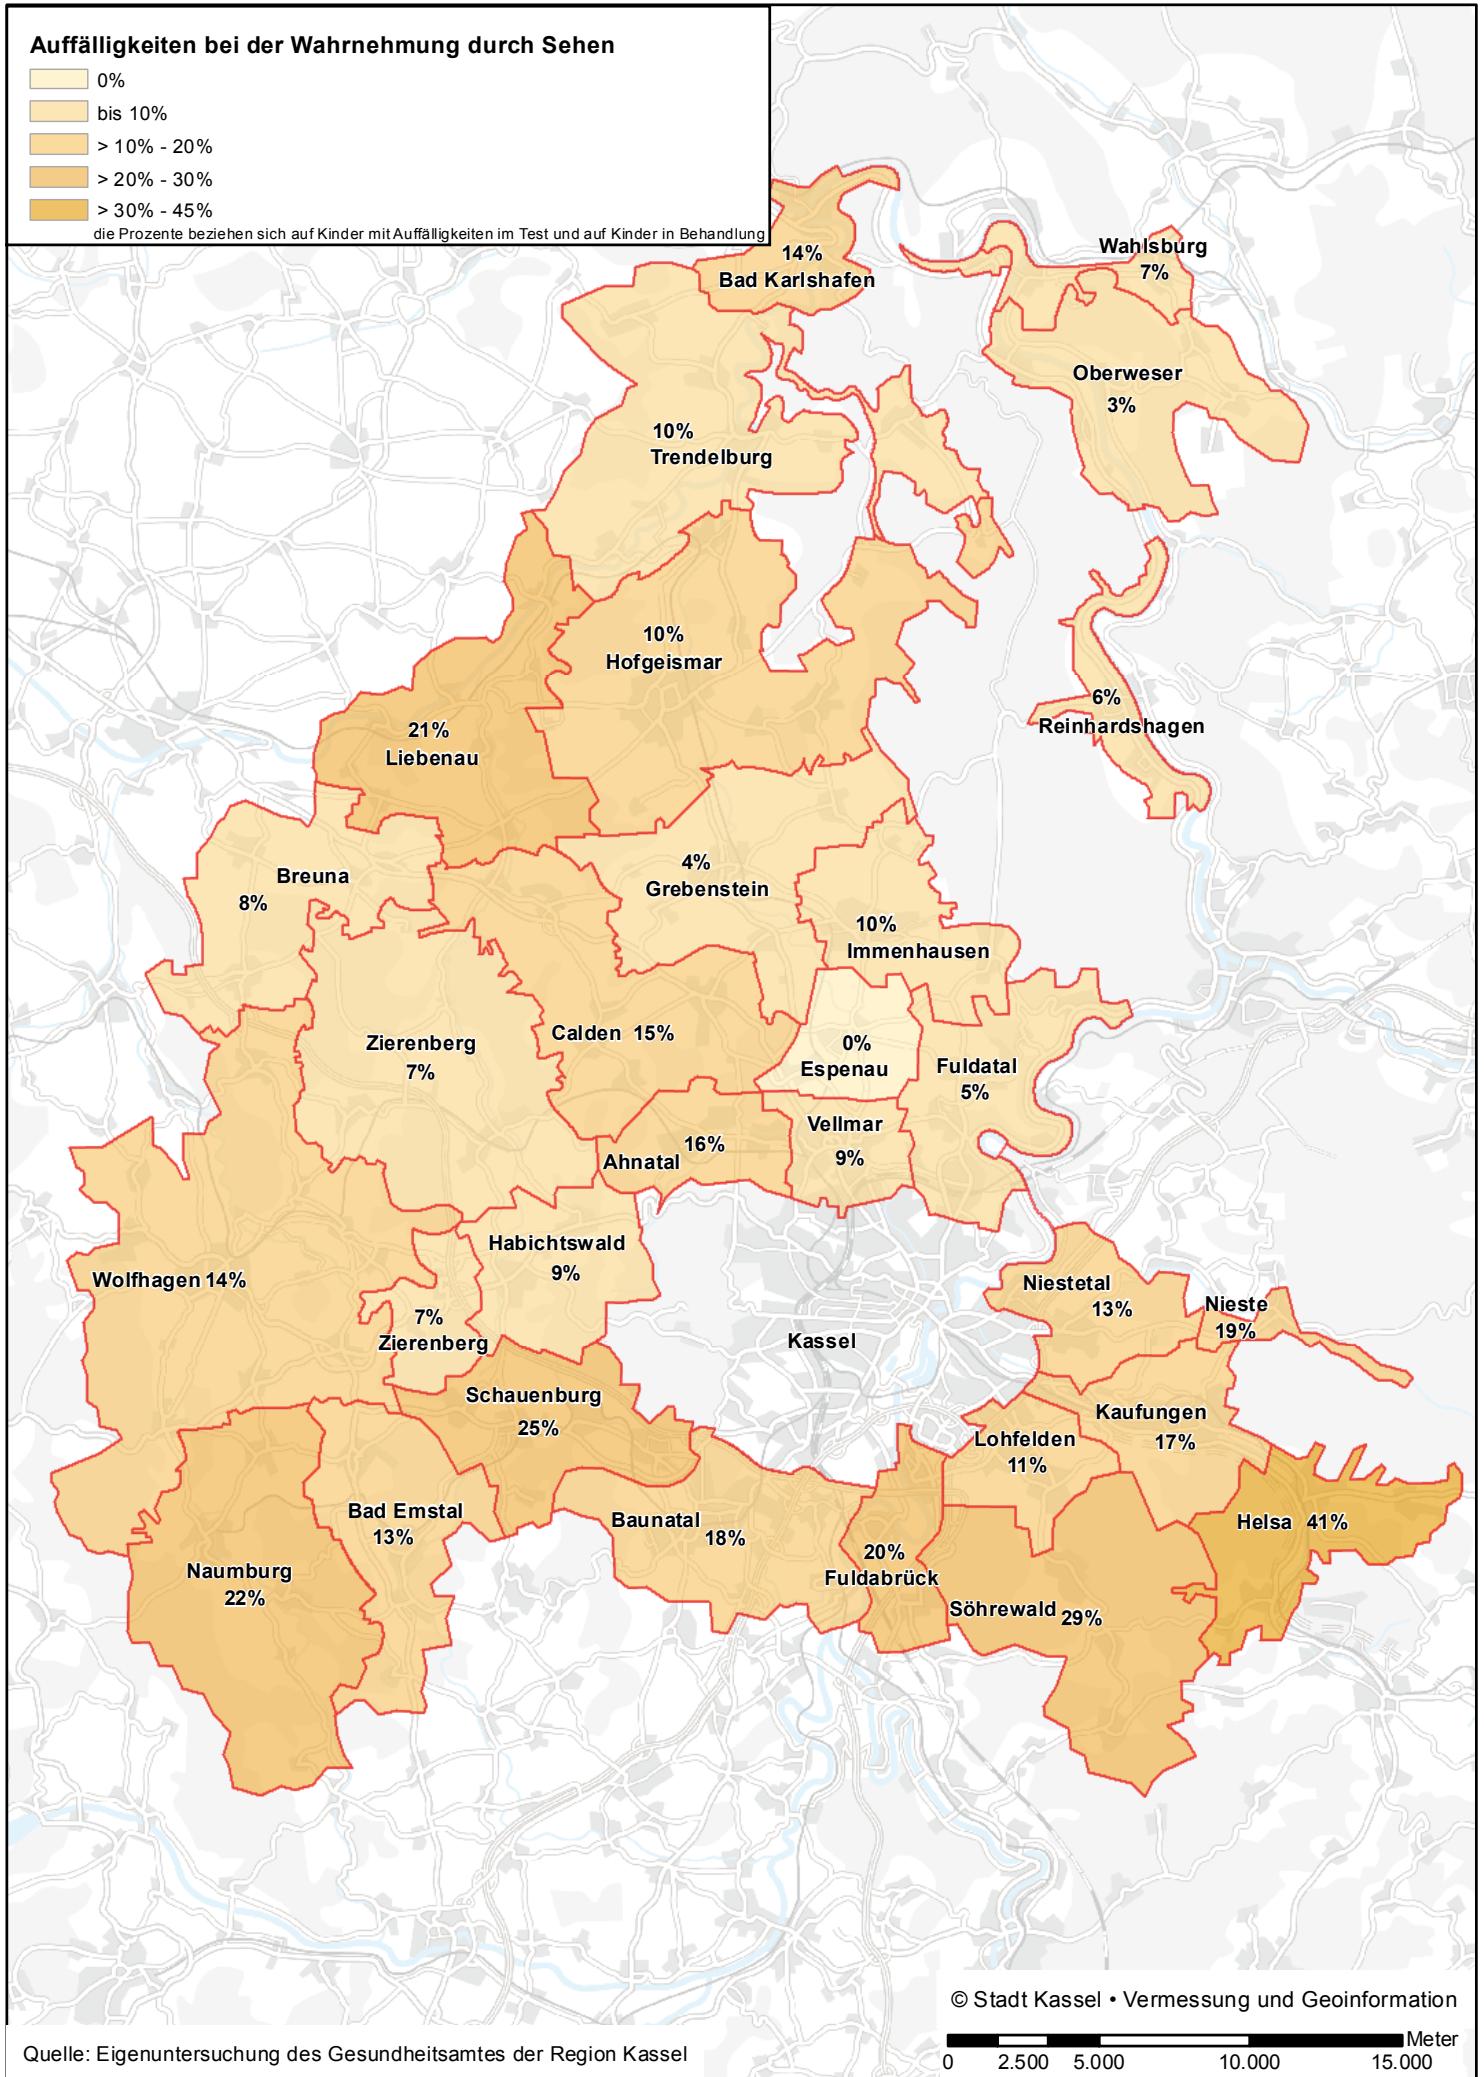 Auffälligkeiten bei der Wahrnehmung durch Sehen
0%
bis 10%
> 10% - 20%
> 20% - 30%
> 30% - 45%
die Prozente beziehen sich auf Kinder mit Auffälligkeiten im Test und auf Kinder in Behandlung
14%
Bad Karlshafen
Wahlsburg
7%
Oberweser
3%
10%
Trendelburg
10%
Hofgeismar
6%
Reinhardshagen
21%
Liebenau
Breuna
8%
4%
Grebenstein
10%
Immenhausen
Zierenberg
7%
Calden 15%
0%
Espenau
Fuldatal
5%
Vellmar
9%
16%
Ahnatal
Habichtswald
9%
Wolfhagen 14%
7%
Zierenberg
Kassel
Niestetal
13%
Nieste
19%
Schauenburg
25%
Kaufungen
17%
Lohfelden
11%
Bad Emstal
13%
Baunatal
18%
Helsa 41%
20%
Fuldabrück
Naumburg
22%
Söhrewald 29%
© Stadt Kassel • Vermessung und Geoinformation
Meter
0 2.500 5.000 10.000 15.000
Quelle: Eigenuntersuchung des Gesundheitsamtes der Region Kassel